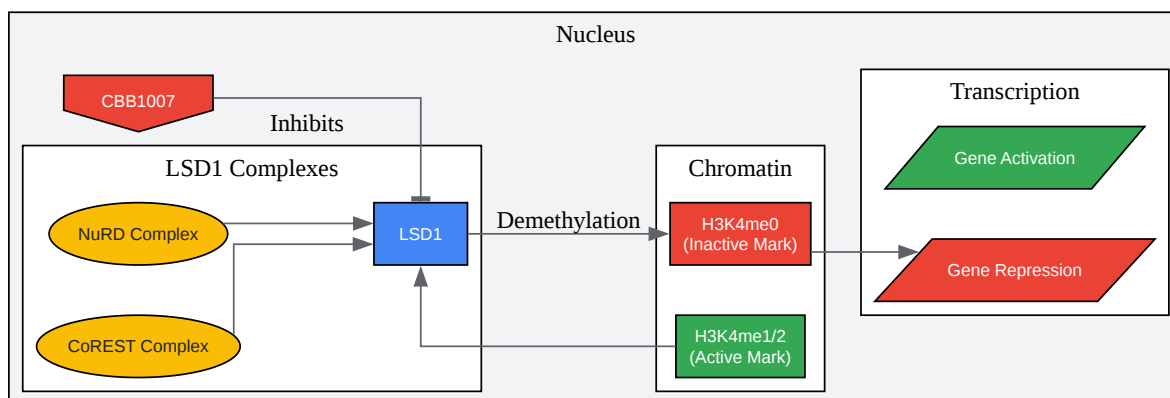 Nucleus
CBB1007
Inhibits
LSD1 Complexes
NuRD Complex
CoREST Complex
LSD1
Demethylation
Chromatin
H3K4me0
(Inactive Mark)
H3K4me1/2
(Active Mark)
Transcription
Gene Activation
Gene Repression